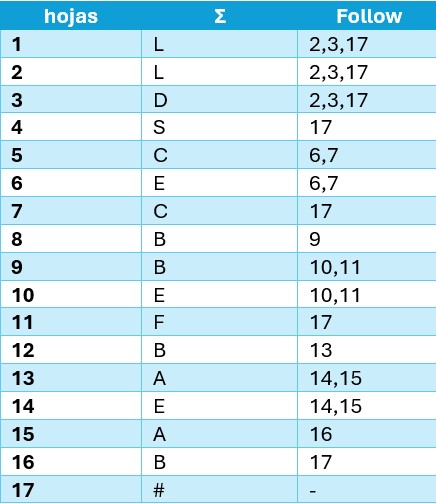 hojas Σ Follow
1 L 2,3,17
2 L 2,3,17
3 D 2,3,17
4 S 17
5 C 6,7
6 E 6,7
7 C 17
8 B 9
9 B 10,11
10 E 10,11
11 F 17
12 B 13
13 A 14,15
14 E 14,15
15 A 16
16 B 17
17 # -